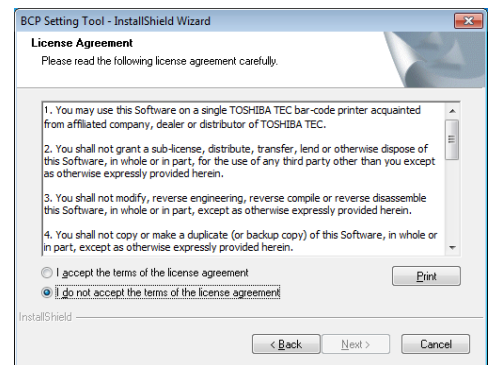 BCP Setting Tool - InstallShield Wizard
License Agreement
Please read the following license agreement carefully.
1. You may use this Software on a single TOSHIBA TEC bar-code printer acquainted
from affiliated company, dealer or distributor of TOSHIBA TEC.
2. You shall not grant a sub-license, distribute, transfer, lend or otherwise dispose of
this Software, in whole or in part, for the use of any third party other than you except
as otherwise expressly provided herein.
3. You shall not modify, reverse engineering, reverse compile or reverse disassemble
this Software, in whole or in part, except as otherwise expressly provided herein.
4. You shall not copy or make a duplicate (or backup copy) of this Software, in whole or
in part, except as otherwise expressly provided herein.
I accept the terms of the license agreement
Print
I do not accept the terms of the license agreement
InstallShield
< Back
Next >
Cancel